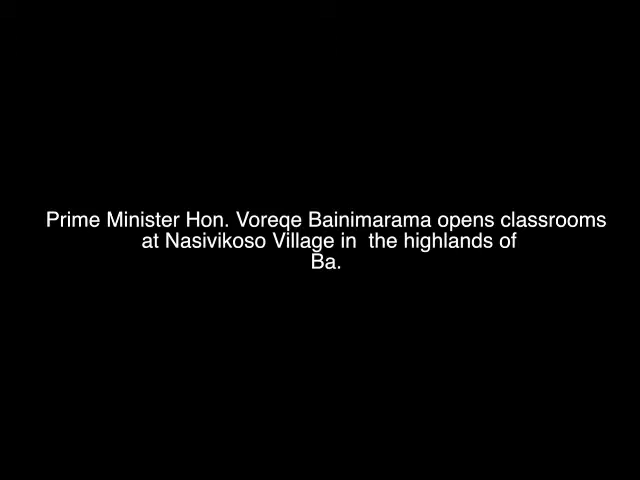 Prime Minister Hon. Voreqe Bainimarama opens classrooms
at Nasivikoso Village in  the highlands of
Ba.